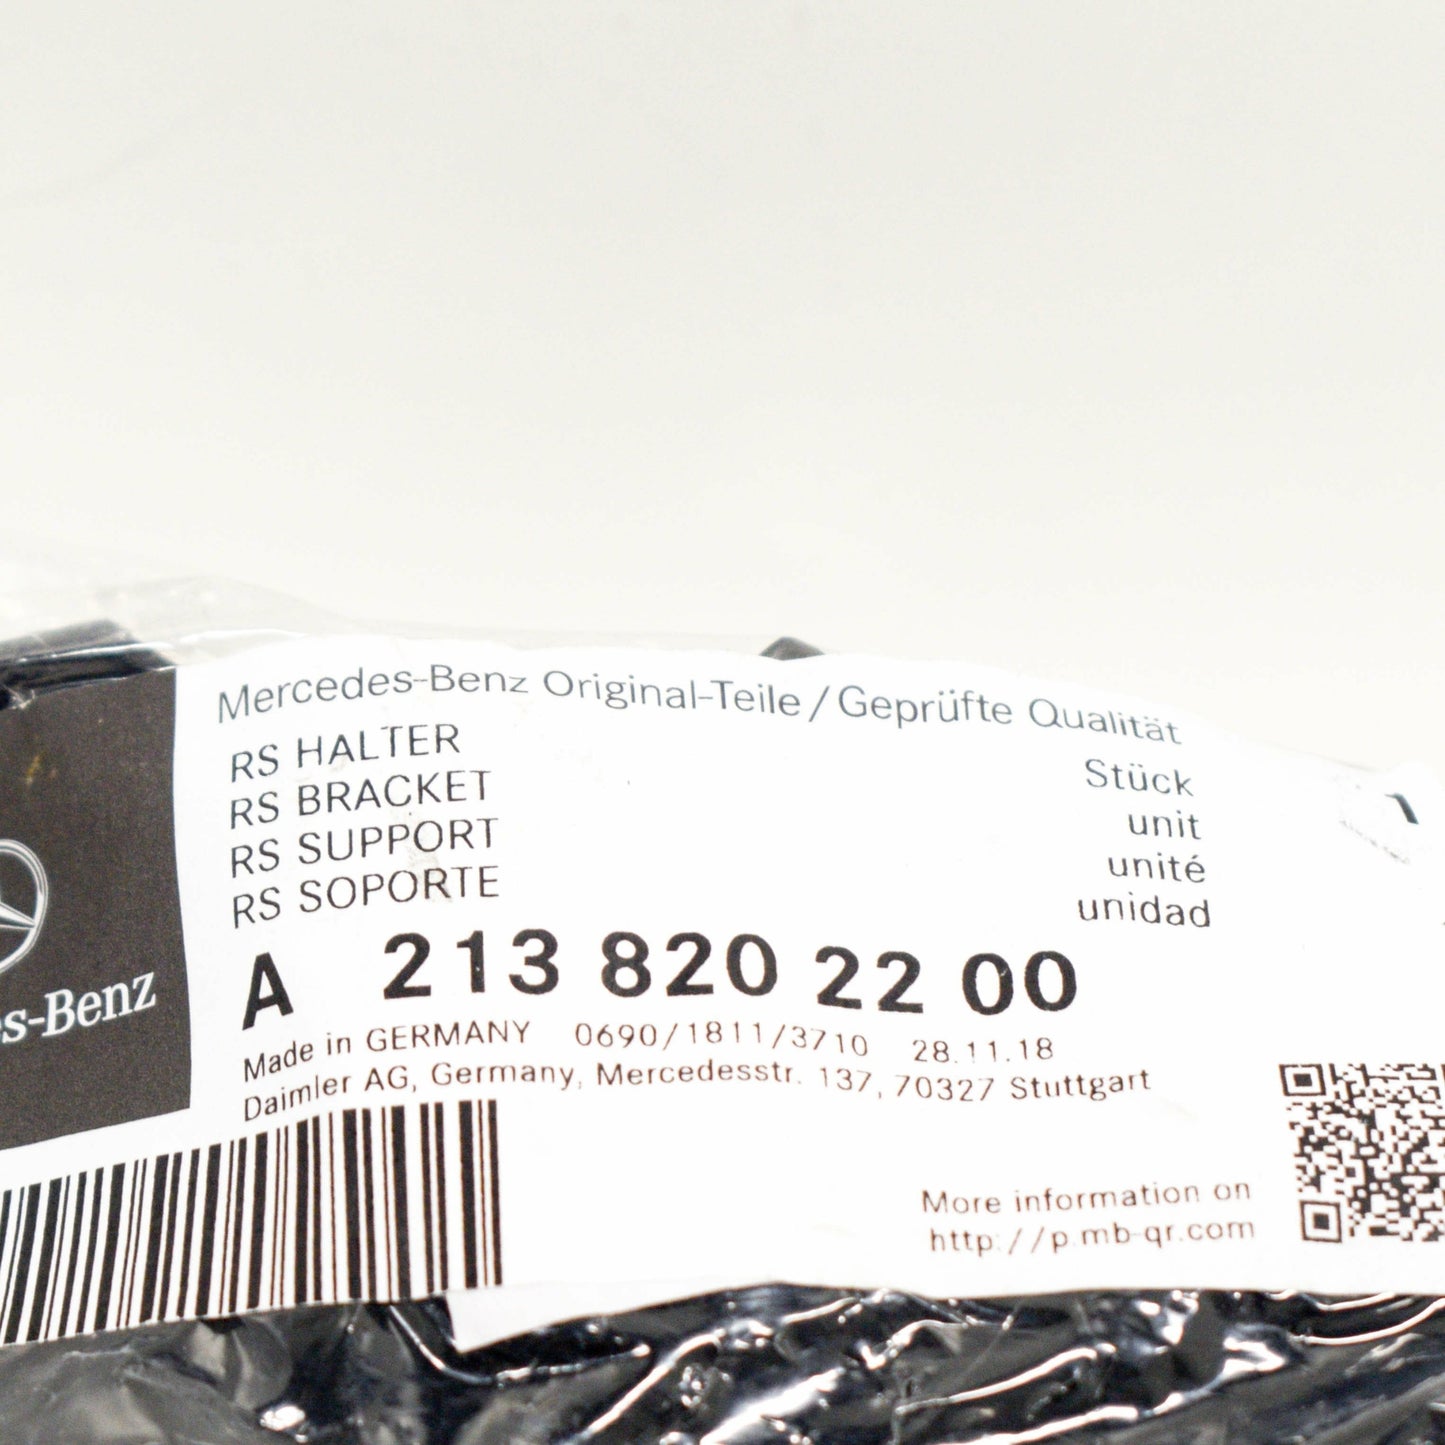 Mercedes-Benz Original-Teile / Geprüfte Qualität
RS HALTER
RS BRACKET
RS SUPPORT
RS SOPORTE
Stück
unit
unité
unidad
1
A 213 820 22 00
Made in GERMANY 0690/1811/3710 28.11.18
Daimler AG, Germany, Mercedesstr. 137, 70327 Stuttgart
More information on
http://p.mb-qr.com
es-Benz